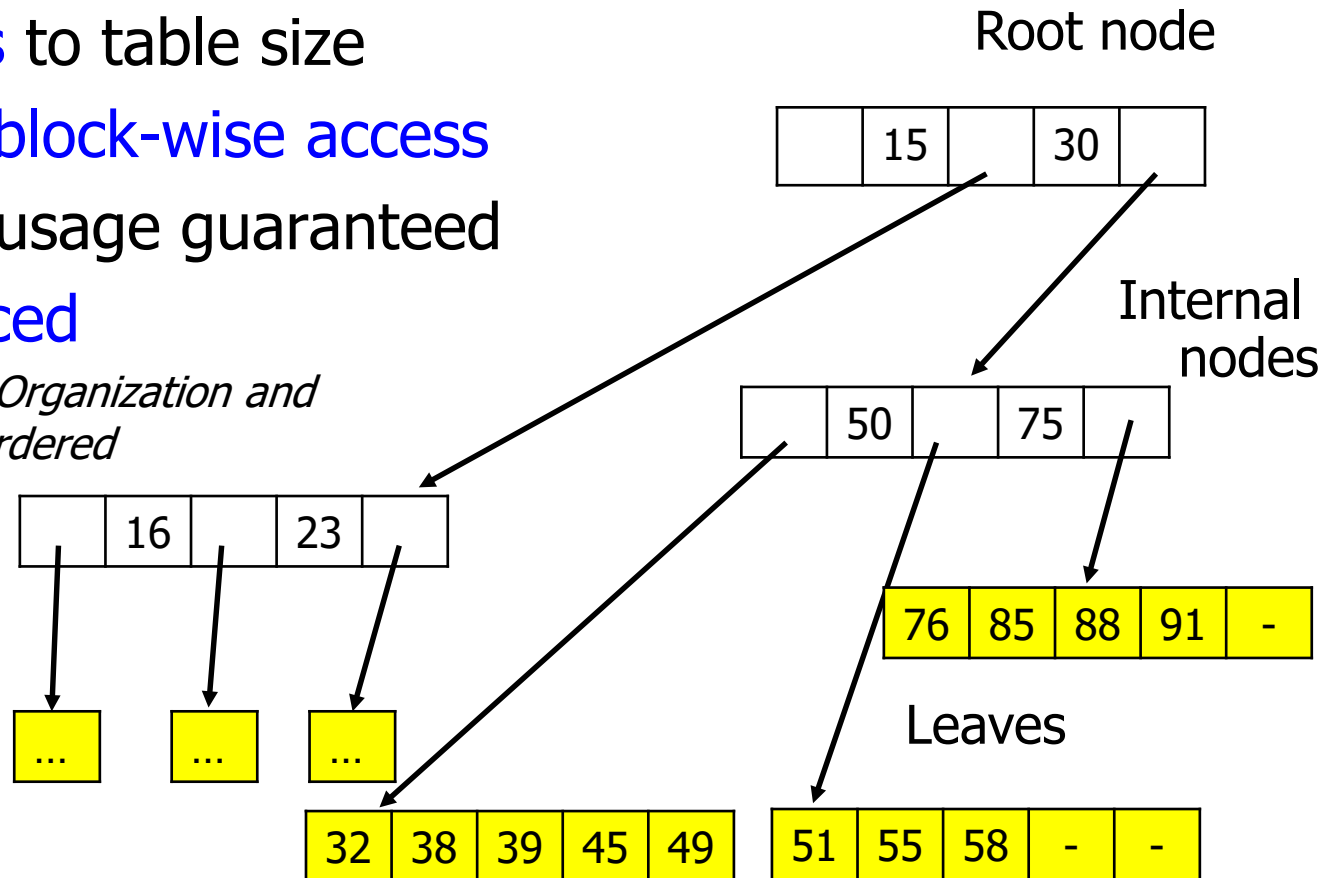 s to table size
block-wise access
usage guaranteed
ced
Organization and
rdered
Root node
15 30
Internal
nodes
50 75
16 23
76 85 88 91 -
Leaves
... ... ...
32 38 39 45 49
51 55 58 - -